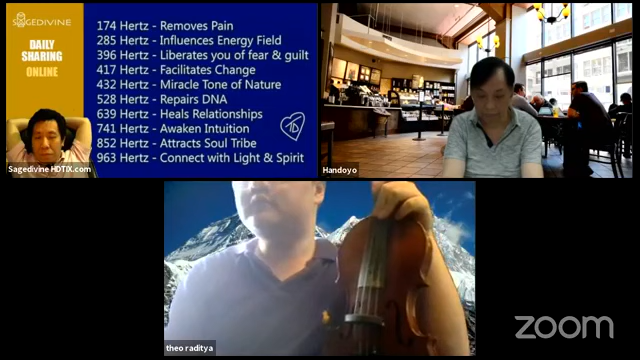 SAGEDIVINE
DAILY
SHARING
ONLINE
174 Hertz - Removes Pain
285 Hertz - Influences Energy Field
396 Hertz - Liberates you of fear & guilt
417 Hertz - Facilitates Change
432 Hertz - Miracle Tone of Nature
528 Hertz - Repairs DNA
639 Hertz - Heals Relationships
741 Hertz - Awaken Intuition
852 Hertz - Attracts Soul Tribe
963 Hertz - Connect with Light & Spirit
Sagedivine HDTIX.com
Handoyo
theo raditya
zoom